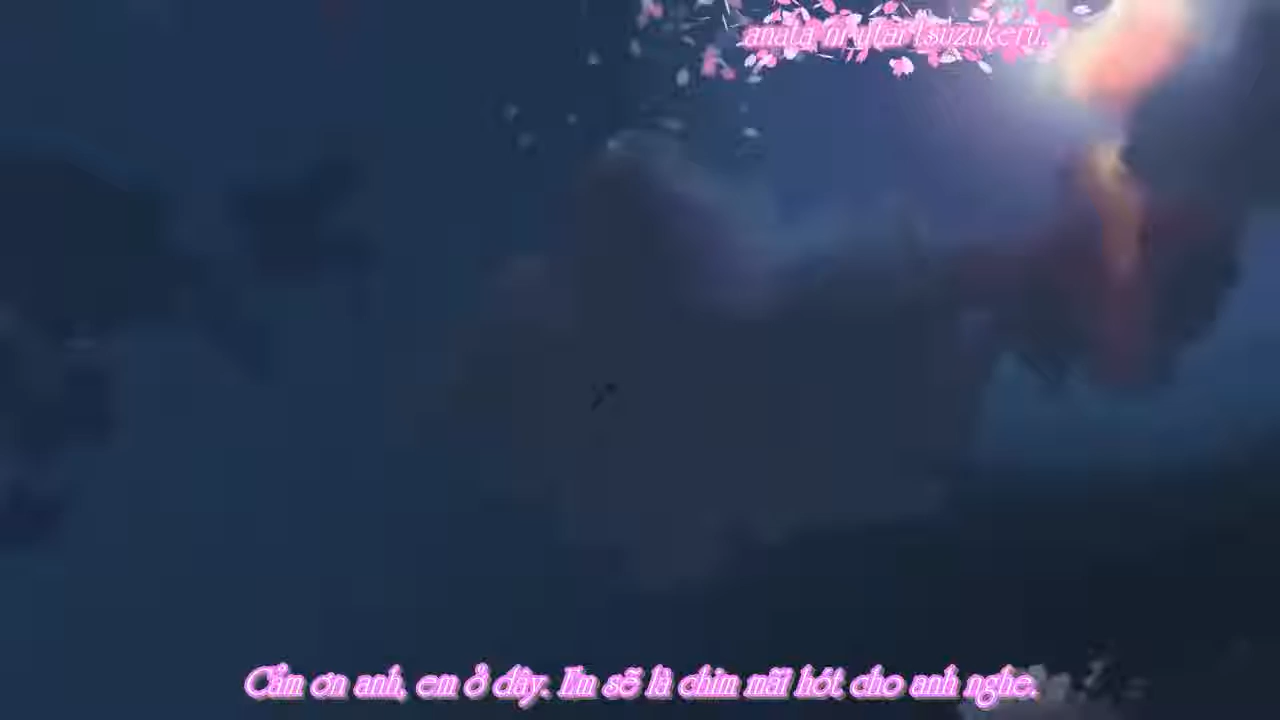 anata ni utai tsuzukeru.
Cảm ơn anh, em ở đây. Em sẽ là chim mãi hót cho anh nghe.